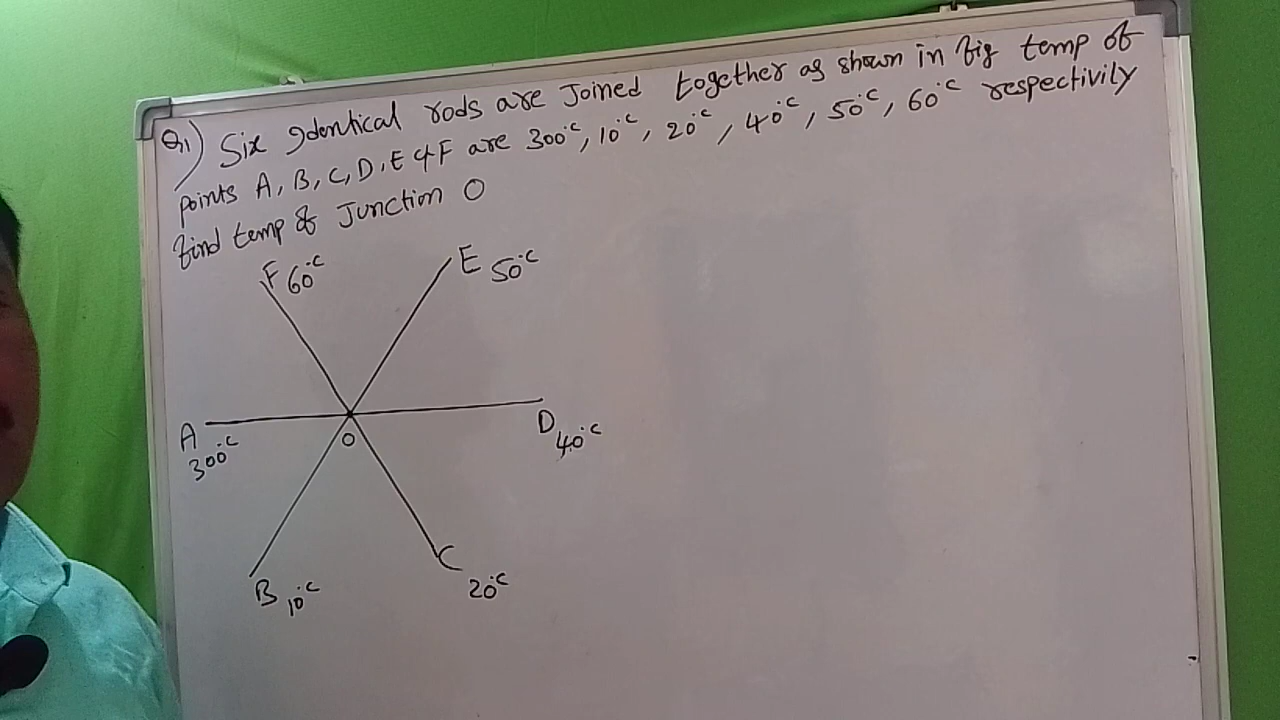 Q1) Six Identical rods are Joined together as shown in fig temp of
points A, B, C, D, E & F are 300°C, 10°C, 20°C, 40°C, 50°C, 60°C respectivily
find temp of Junction O
F 60°C
E 50°C
A
300°C
O
D 40°C
B 10°C
C
20°C